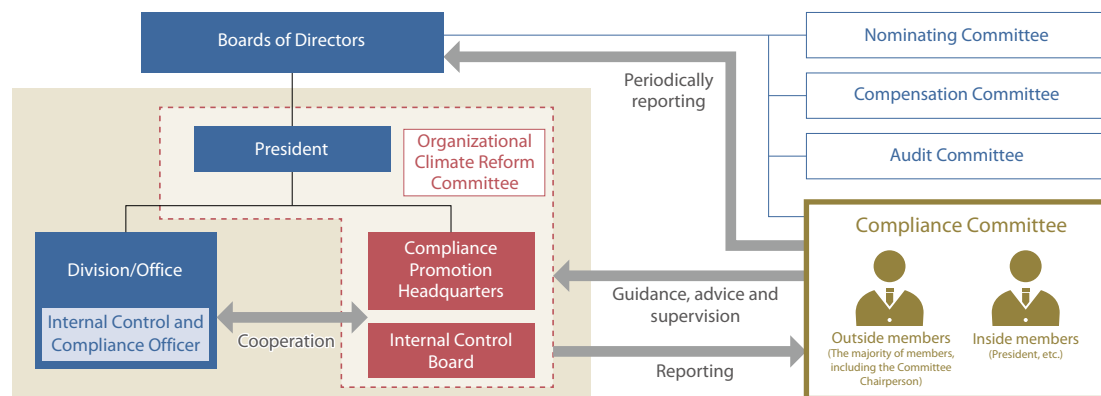 Boards of Directors
Nominating Committee
Periodically
reporting
Compensation Committee
President
Organizational
Climate Reform
Committee
Audit Committee
Compliance Committee
Division/Office
Compliance
Promotion
Headquarters
Guidance, advice and
supervision
Internal Control and
Compliance Officer
Cooperation
Internal Control
Board
Reporting
Outside members
(The majority of members,
including the Committee
Chairperson)
Inside members
(President, etc.)